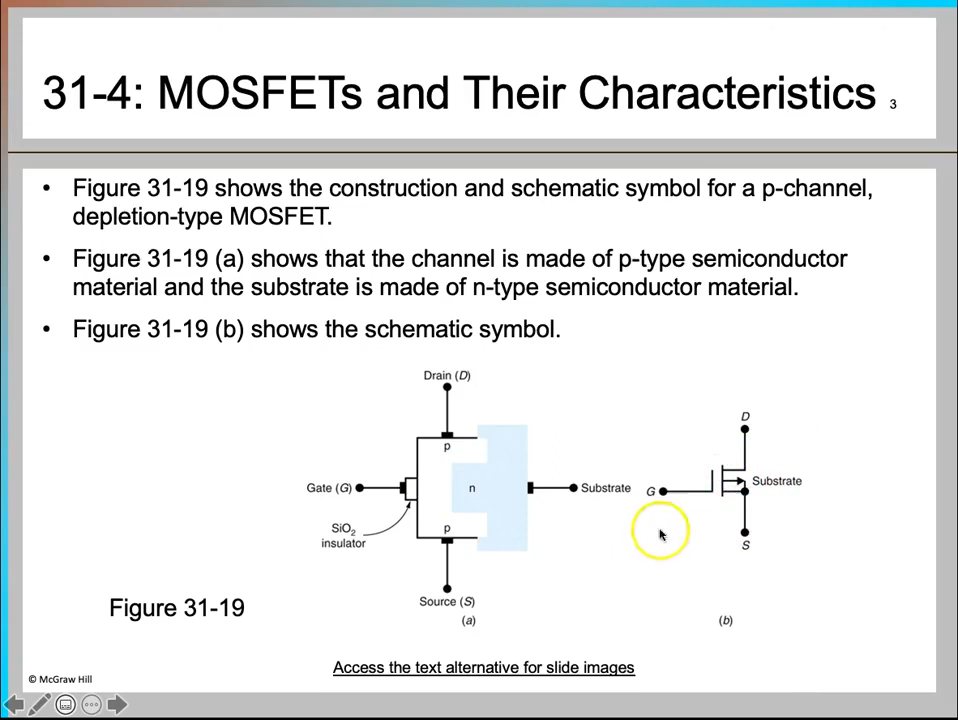 31-4: MOSFETs and Their Characteristics 3
• Figure 31-19 shows the construction and schematic symbol for a p-channel,
depletion-type MOSFET.
• Figure 31-19 (a) shows that the channel is made of p-type semiconductor
material and the substrate is made of n-type semiconductor material.
• Figure 31-19 (b) shows the schematic symbol.
Drain (D)
p
Gate (G)
n
Substrate
SiO₂
insulator
p
Source (S)
(a)
D
G
Substrate
S
(b)
Figure 31-19
Access the text alternative for slide images
© McGraw Hill